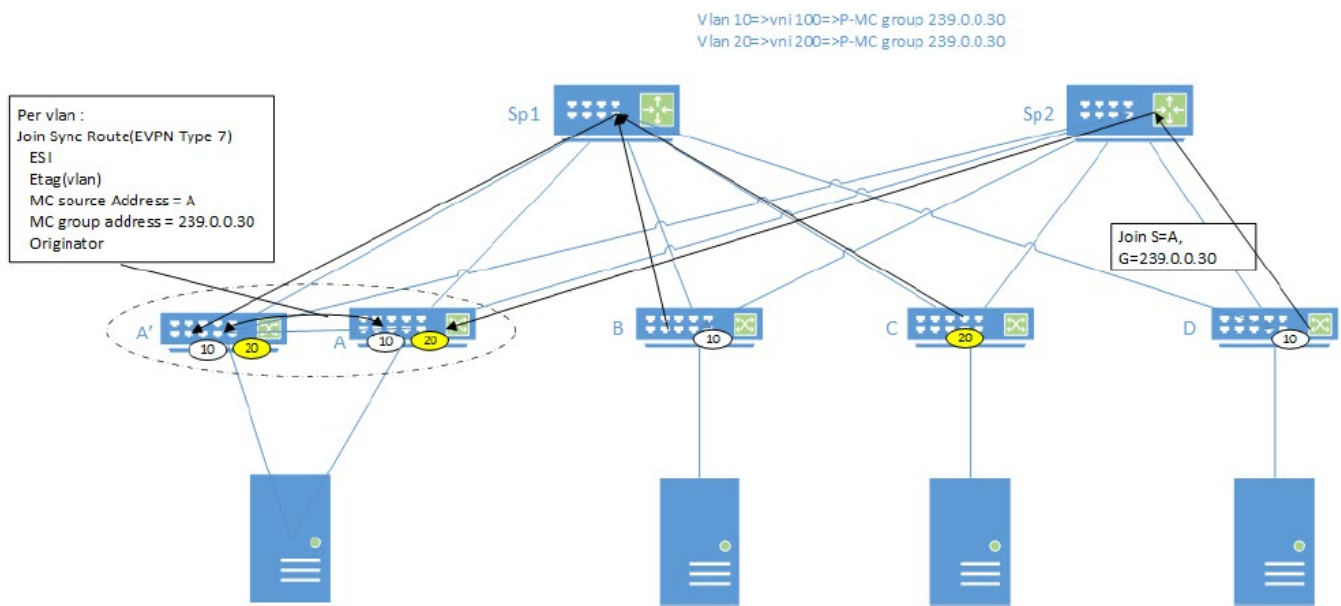 Vlan 10=>vni 100=>P-MC group 239.0.0.30
Vlan 20=>vni 200=>P-MC group 239.0.0.30
Per vlan :
Join Sync Route(EVPN Type 7)
ESI
Etag(vlan)
MC source Address = A
MC group address = 239.0.0.30
Originator
Sp1
Sp2
Join S=A,
G=239.0.0.30
A'
10
20
A
10
20
B
10
C
20
D
10